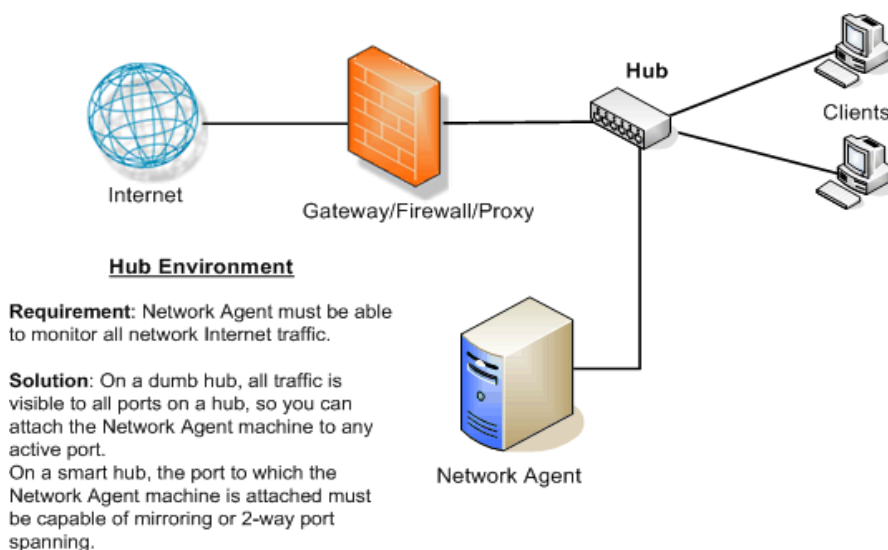 Hub
Clients
Internet
Gateway/Firewall/Proxy
Hub Environment
Requirement: Network Agent must be able
to monitor all network Internet traffic.
Solution: On a dumb hub, all traffic is
visible to all ports on a hub, so you can
attach the Network Agent machine to any
active port.
On a smart hub, the port to which the
Network Agent machine is attached must
be capable of mirroring or 2-way port
spanning.
Network Agent